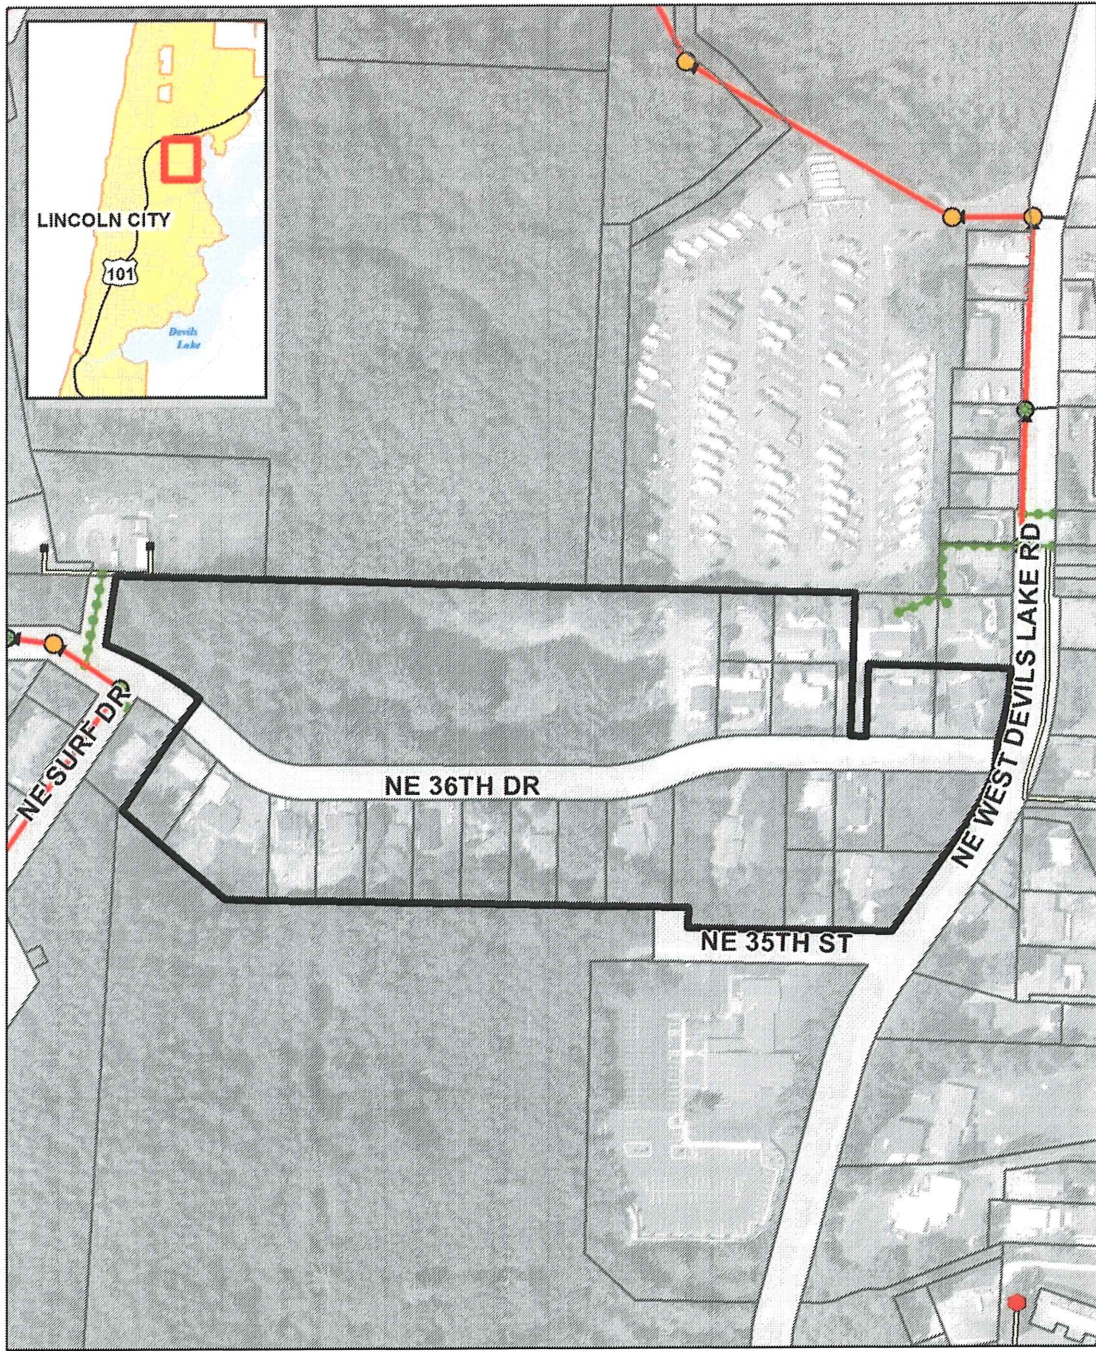 LINCOLN CITY
101
Devils
Lake
NE SURF DR
NE 36TH DR
NE WEST DEVILS LAKE RD
NE 35TH ST